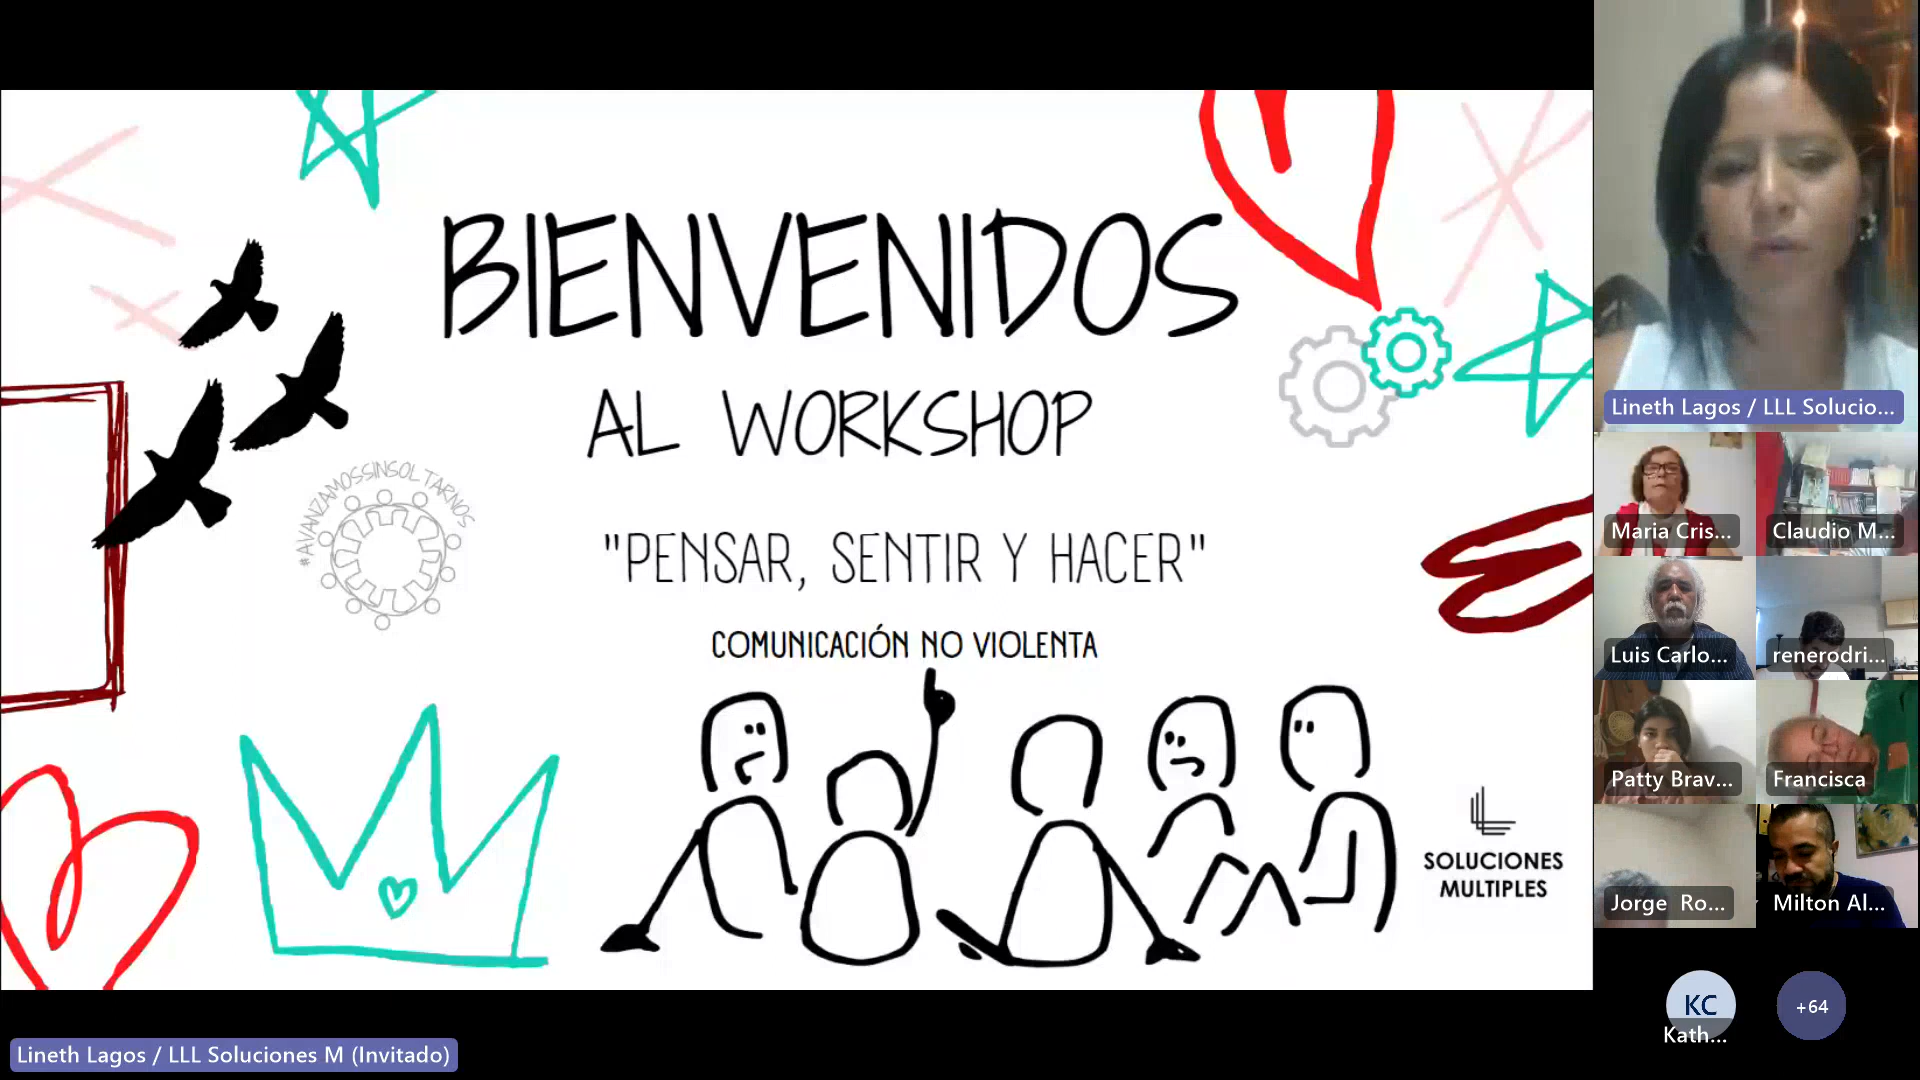 BIENVENIDOS
AL WORKSHOP
#AVANZAMOSSINSOLTARNOS
"PENSAR, SENTIR Y HACER"
COMUNICACIÓN NO VIOLENTA
SOLUCIONES
MULTIPLES
Lineth Lagos / LLL Solucio...
Maria Cris...
Claudio M...
Luis Carlo...
renerodri...
Patty Brav...
Francisca
Jorge Ro...
Milton Al...
KC
Kath...
+64
Lineth Lagos / LLL Soluciones M (Invitado)